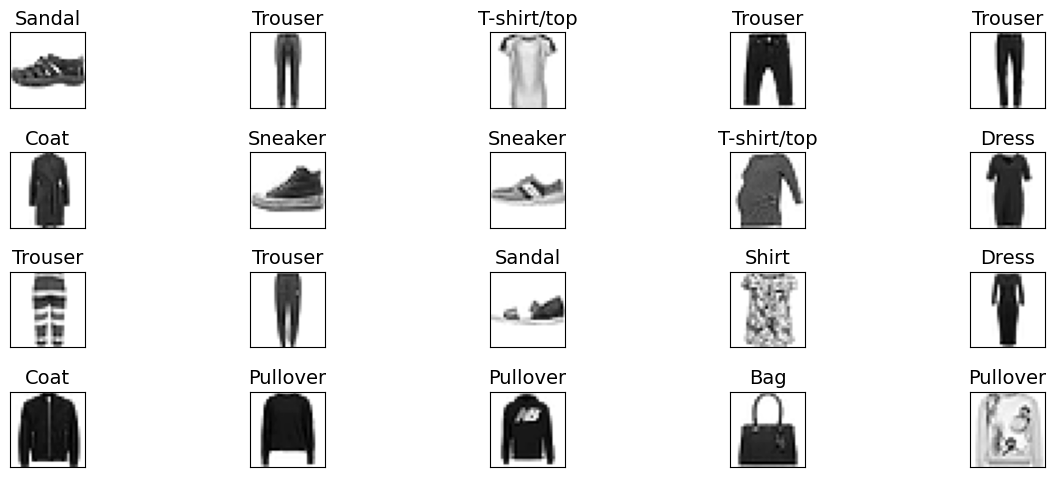 Sandal Trouser T-shirt/top Trouser Trouser
Coat Sneaker Sneaker T-shirt/top Dress
Trouser Trouser Sandal Shirt Dress
Coat Pullover Pullover Bag Pullover
NB